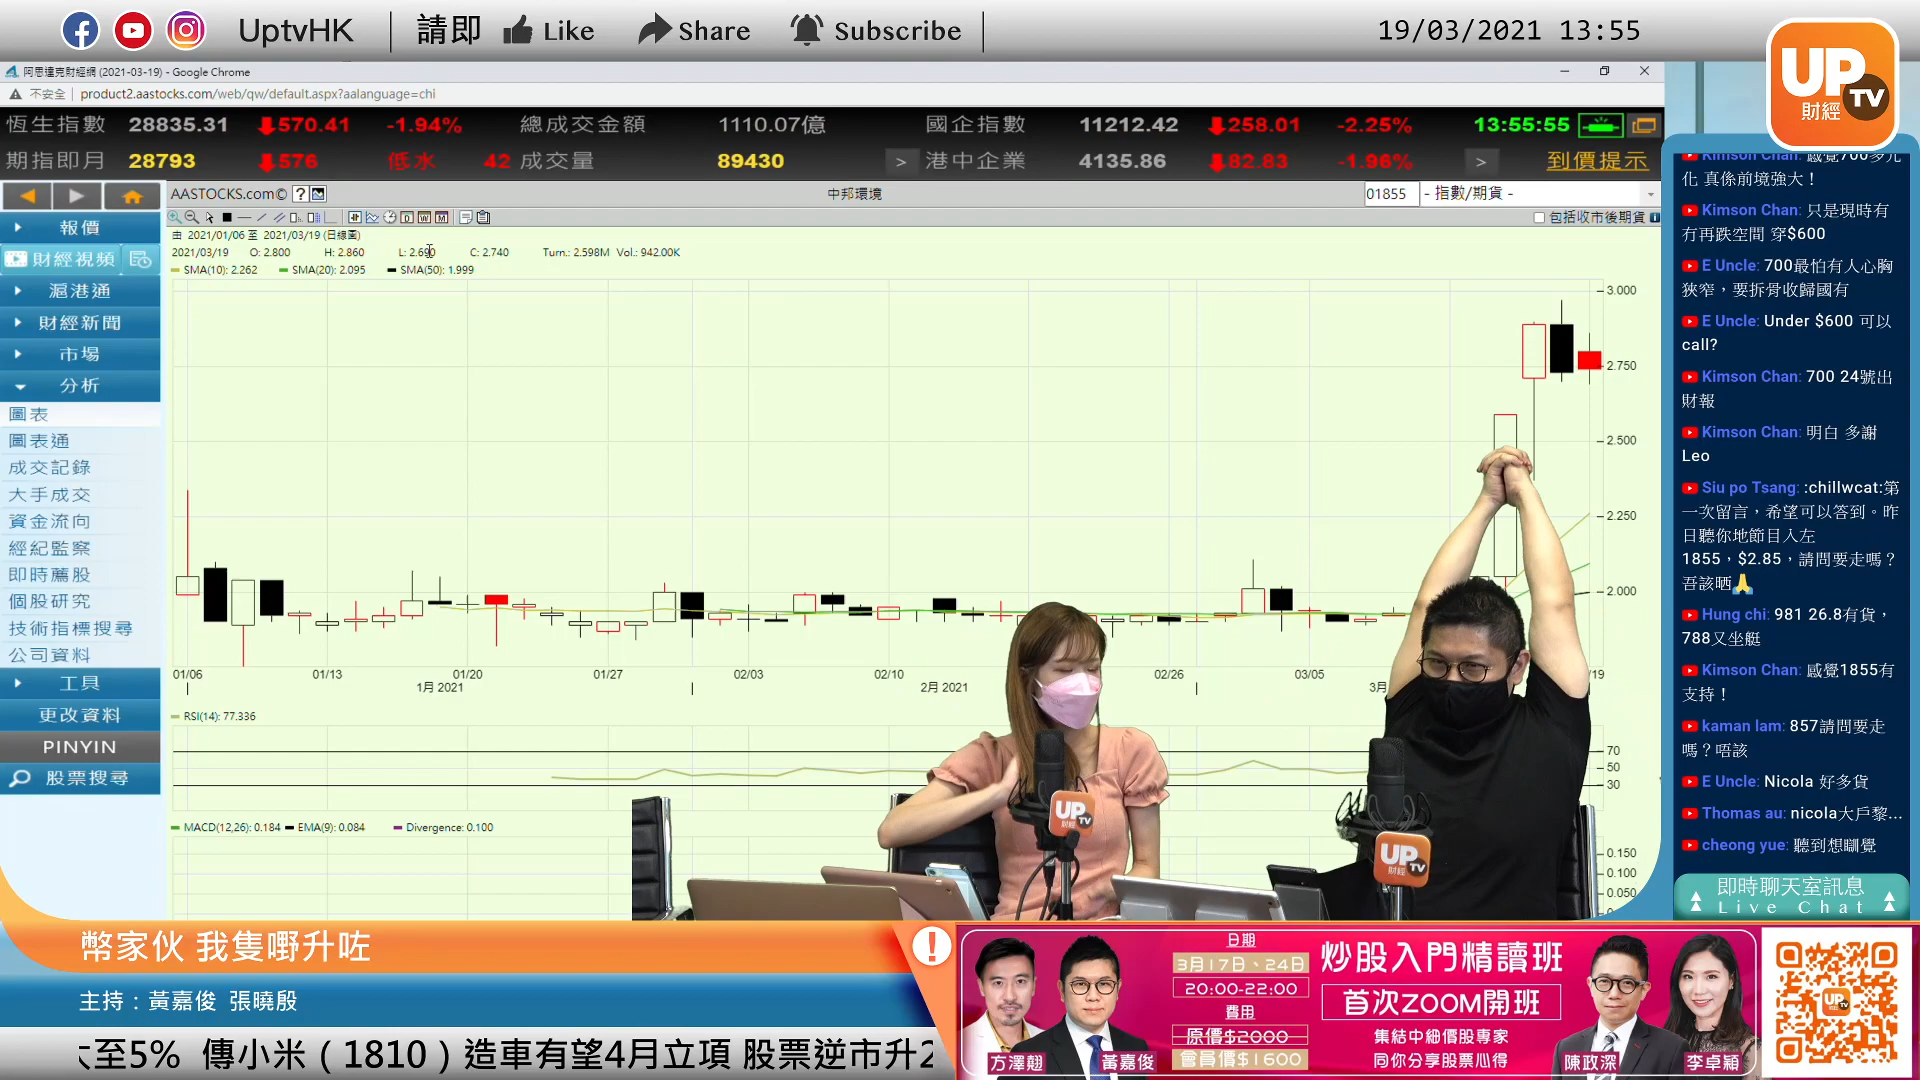 UptvHK
請即
Like
Share
Subscribe
19/03/2021 13:55
UP
TV
財經
阿思達克財經網 (2021-03-19) - Google Chrome
不安全 | product2.aastocks.com/web/qw/default.aspx?aalanguage=chi
恆生指數 28835.31 570.41 -1.94% 總成交金額 1110.07億 國企指數 11212.42 258.01 -2.25% 13:55:55
期指即月 28793 576 低水 42 成交量 89430 > 港中企業 4135.86 82.83 -1.96% > 到價提示
AASTOCKS.com© ?
中邦環境
01855
- 指數/期貨 -
包括收市後期貨
報價
財經視頻
滬港通
財經新聞
市場
分析
圖表
圖表通
成交記錄
大手成交
資金流向
經紀監察
即時薦股
個股研究
技術指標搜尋
公司資料
工具
更改資料
PINYIN
股票搜尋
由 2021/01/06 至 2021/03/19 (日線圖)
2021/03/19 O: 2.800 H: 2.860 L: 2.690 C: 2.740 Turn.: 2.598M Vol.: 942.00K
SMA(10): 2.262 SMA(20): 2.095 SMA(50): 1.999
3.000
2.750
2.500
2.250
2.000
01/06 01/13 01/20 01/27 02/03 02/10 02/26 03/05 /19
1月 2021 2月 2021 3月
RSI(14): 77.336
70
50
30
MACD(12,26): 0.184 EMA(9): 0.084 Divergence: 0.100
0.150
0.100
0.050
UP
TV
財經
UP
TV
財經
Kimson Chan: 感覺700多元
化 真係前境強大！
Kimson Chan: 只是現時有
冇再跌空間 穿$600
E Uncle: 700最怕有人心胸
狹窄，要拆骨收歸國有
E Uncle: Under $600 可以
call?
Kimson Chan: 700 24號出
財報
Kimson Chan: 明白 多謝
Leo
Siu po Tsang: :chillwcat:第
一次留言，希望可以答到。昨
日聽你地節目入左
1855，$2.85，請問要走嗎？
吾該晒🙏
Hung chi: 981 26.8有貨，
788又坐艇
Kimson Chan: 感覺1855有
支持！
kaman lam: 857請問要走
嗎？唔該
E Uncle: Nicola 好多貨
Thomas au: nicola大戶黎...
cheong yue: 聽到想瞓覺
即時聊天室訊息
Live Chat
幣家伙 我隻嘢升咗
主持：黃嘉俊 張曉殷
至5% 傳小米（1810）造車有望4月立項 股票逆市升2
方澤翹
黃嘉俊
日期
3月17日、24日
20:00-22:00
費用
原價$2000
會員價$1600
炒股入門精讀班
首次ZOOM開班
集結中細價股專家
同你分享股票心得
陳政深
李卓穎
UP
TV